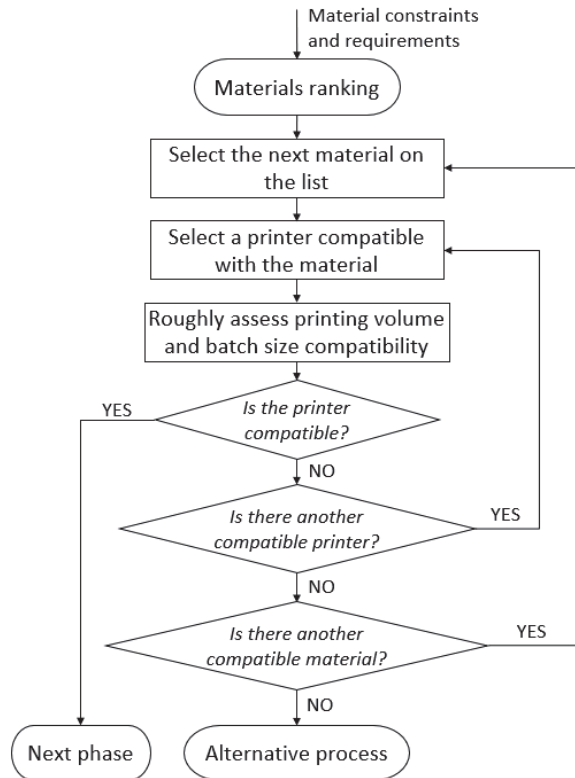 Material constraints
and requirements
Materials ranking
Select the next material on
the list
Select a printer compatible
with the material
Roughly assess printing volume
and batch size compatibility
YES
Is the printer
compatible?
NO
Is there another
compatible printer?
YES
NO
Is there another
compatible material?
YES
NO
Next phase
Alternative process